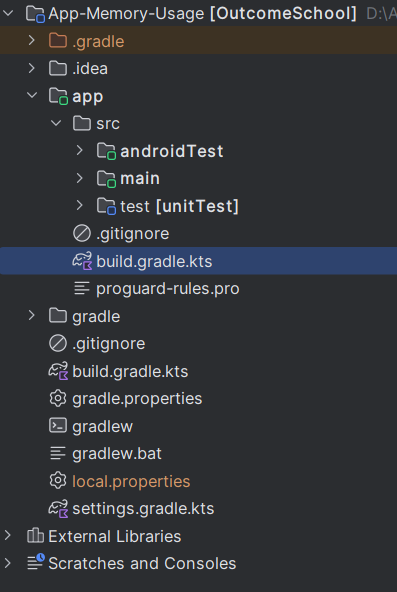 App-Memory-Usage [OutcomeSchool] D:\A
.gradle
.idea
app
src
androidTest
main
test [unitTest]
.gitignore
build.gradle.kts
proguard-rules.pro
gradle
.gitignore
build.gradle.kts
gradle.properties
gradlew
gradlew.bat
local.properties
settings.gradle.kts
External Libraries
Scratches and Consoles